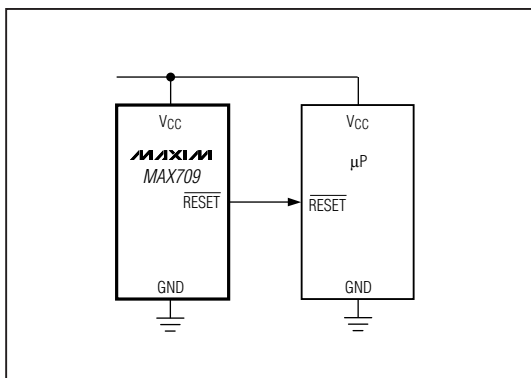 VCC VCC
MAXIM
MAX709
µP
RESET RESET
GND GND